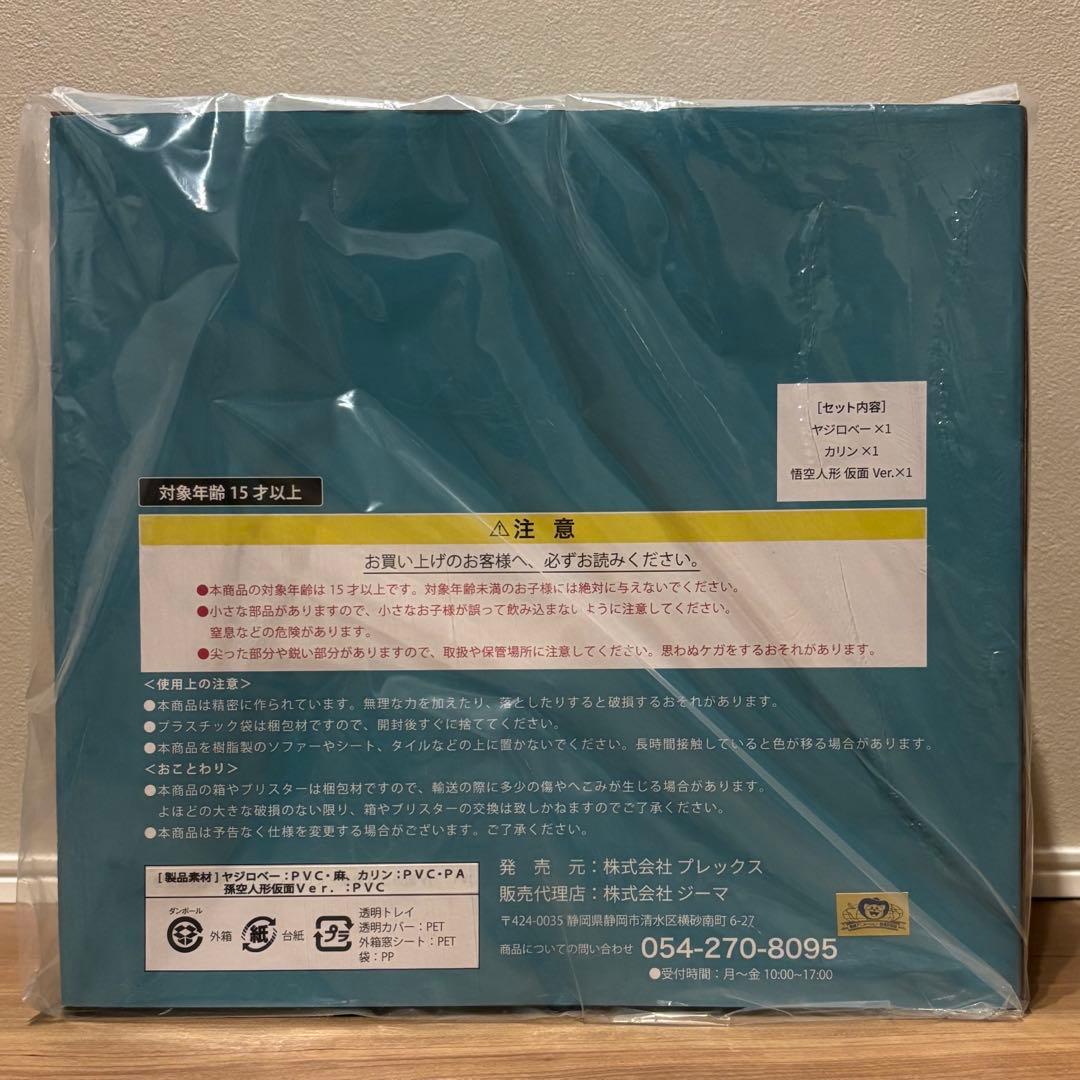 [セット内容]
ヤジロベー ×1
カリン ×1
悟空人形 仮面 Ver.×1
対象年齢 15 才以上
⚠注 意
お買い上げのお客様へ、必ずお読みください。
●本商品の対象年齢は 15 才以上です。対象年齢未満のお子様には絶対に与えないでください。
●小さな部品がありますので、小さなお子様が誤って飲み込まないように注意してください。
窒息などの危険があります。
●尖った部分や鋭い部分がありますので、取扱や保管場所に注意してください。思わぬケガをするおそれがあります。
＜使用上の注意＞
●本商品は精密に作られています。無理な力を加えたり、落としたりすると破損するおそれがあります。
●プラスチック袋は梱包材ですので、開封後すぐに捨ててください。
●本商品を樹脂製のソファーやシート、タイルなどの上に置かないでください。長時間接触していると色が移る場合があります。
＜おことわり＞
●本商品の箱やブリスターは梱包材ですので、輸送の際に多少の傷やへこみが生じる場合があります。
よほどの大きな破損のない限り、箱やブリスターの交換は致しかねますのでご了承ください。
●本商品は予告なく仕様を変更する場合がございます。ご了承ください。
[製品素材]ヤジロベー：PVC・麻、カリン：PVC・PA
孫空人形仮面Ver.：PVC
ダンボール
外箱
紙
台紙
プラ
透明トレイ
透明カバー：PET
外箱窓シート：PET
袋：PP
発 売 元：株式会社 プレックス
販売代理店：株式会社 ジーマ
〒424-0035 静岡県静岡市清水区横砂南町 6-27
商品についての問い合わせ 054-270-8095
●受付時間：月～金 10:00~17:00